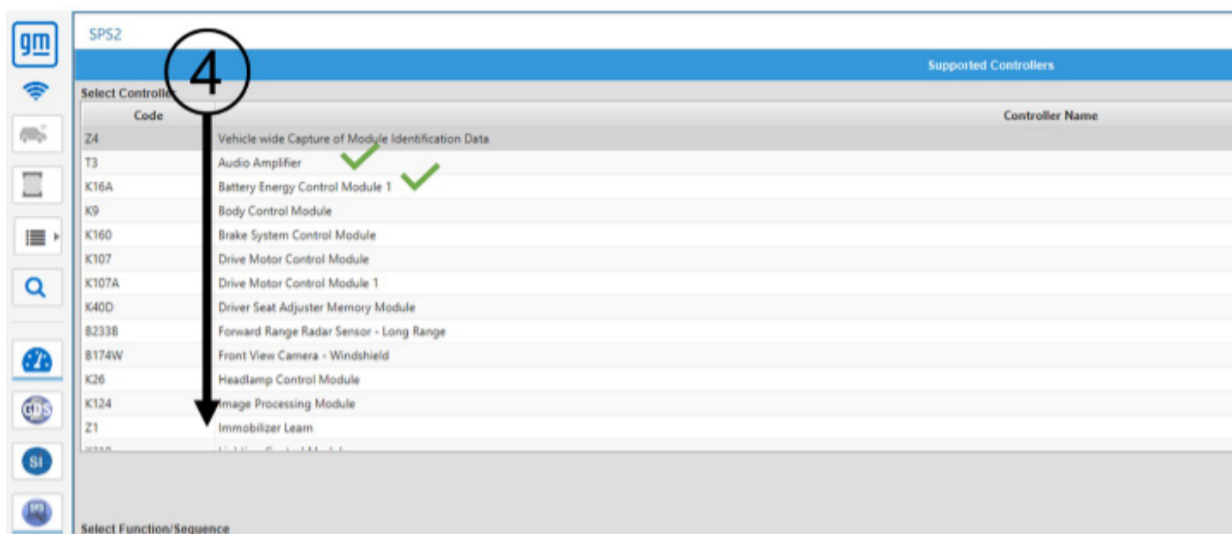 gm
SPS2
4
Supported Controllers
Select Controller
Code Controller Name
Z4 Vehicle wide Capture of Module Identification Data
T3 Audio Amplifier
K16A Battery Energy Control Module 1
K9 Body Control Module
K160 Brake System Control Module
K107 Drive Motor Control Module
K107A Drive Motor Control Module 1
K40D Driver Seat Adjuster Memory Module
B233B Forward Range Radar Sensor - Long Range
B174W Front View Camera - Windshield
K26 Headlamp Control Module
K124 Image Processing Module
Z1 Immobilizer Learn
GDS
SI
Select Function/Sequence